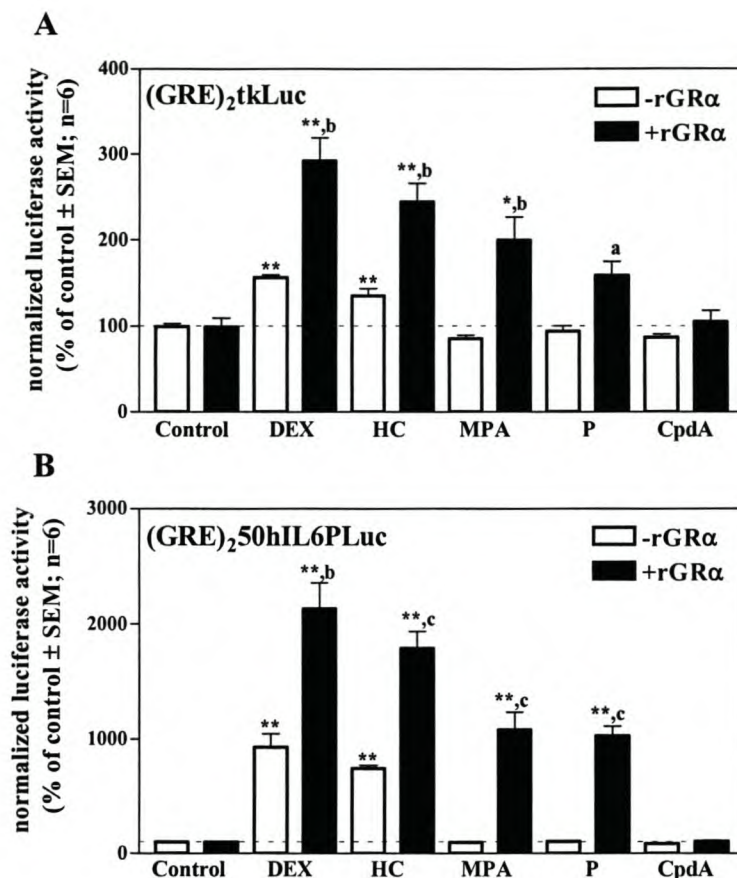 A
normalized luciferase activity
(% of control ± SEM; n=6)
400
300
200
100
0
(GRE)₂tkLuc
-rGRα
+rGRα
**
**,b
**
**,b
*,b
a
Control DEX HC MPA P CpdA
B
normalized luciferase activity
(% of control ± SEM; n=6)
3000
2000
1000
0
(GRE)₂50hIL6PLuc
-rGRα
+rGRα
**
**,b
**
**,c
**,c
**,c
Control DEX HC MPA P CpdA